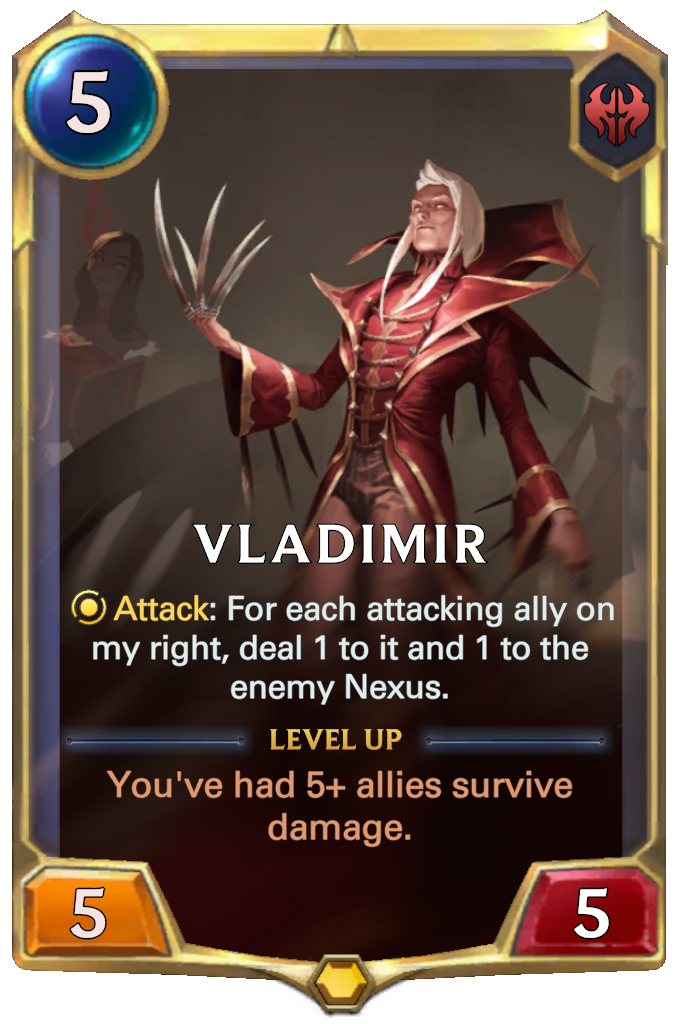 5
VLADIMIR
Attack: For each attacking ally on
my right, deal 1 to it and 1 to the
enemy Nexus.
LEVEL UP
You've had 5+ allies survive
damage.
5 5